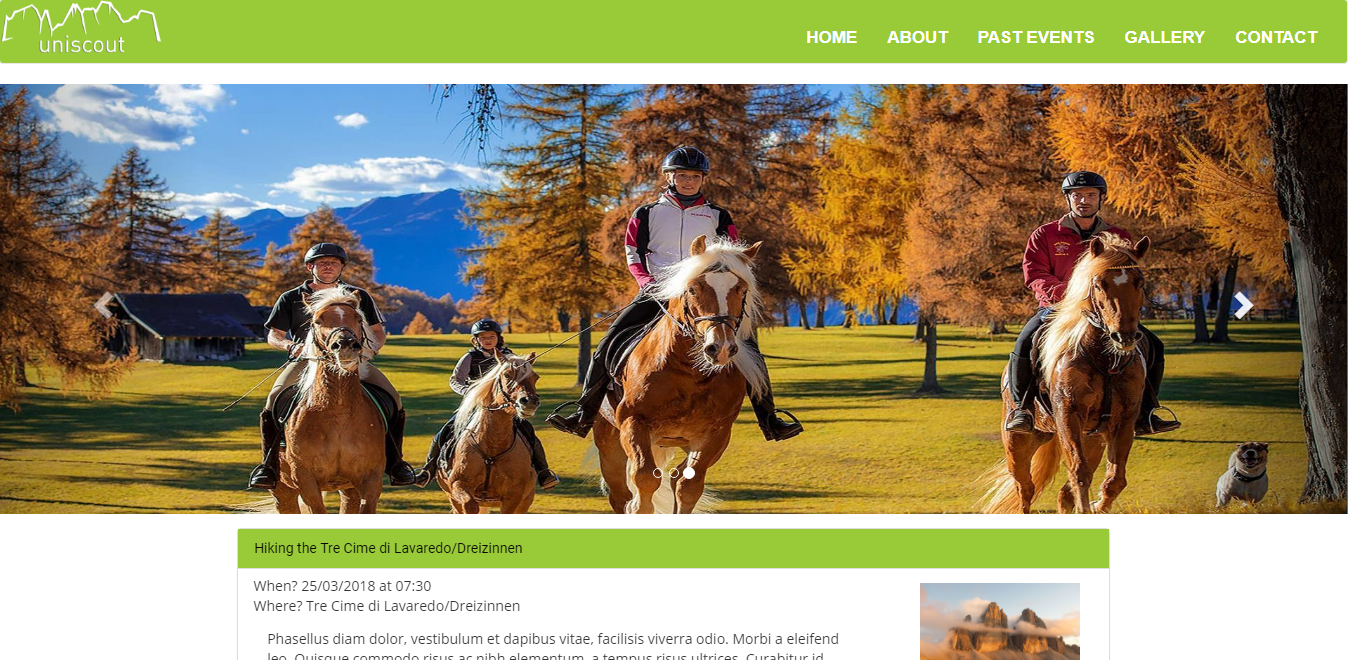 uniscout
HOME ABOUT PAST EVENTS GALLERY CONTACT
Hiking the Tre Cime di Lavaredo/Dreizinnen
When? 25/03/2018 at 07:30
Where? Tre Cime di Lavaredo/Dreizinnen
Phasellus diam dolor, vestibulum et dapibus vitae, facilisis viverra odio. Morbi a eleifend
leo. Quisque commodo risus ac nibh elementum, a tempus risus ultrices. Curabitur id